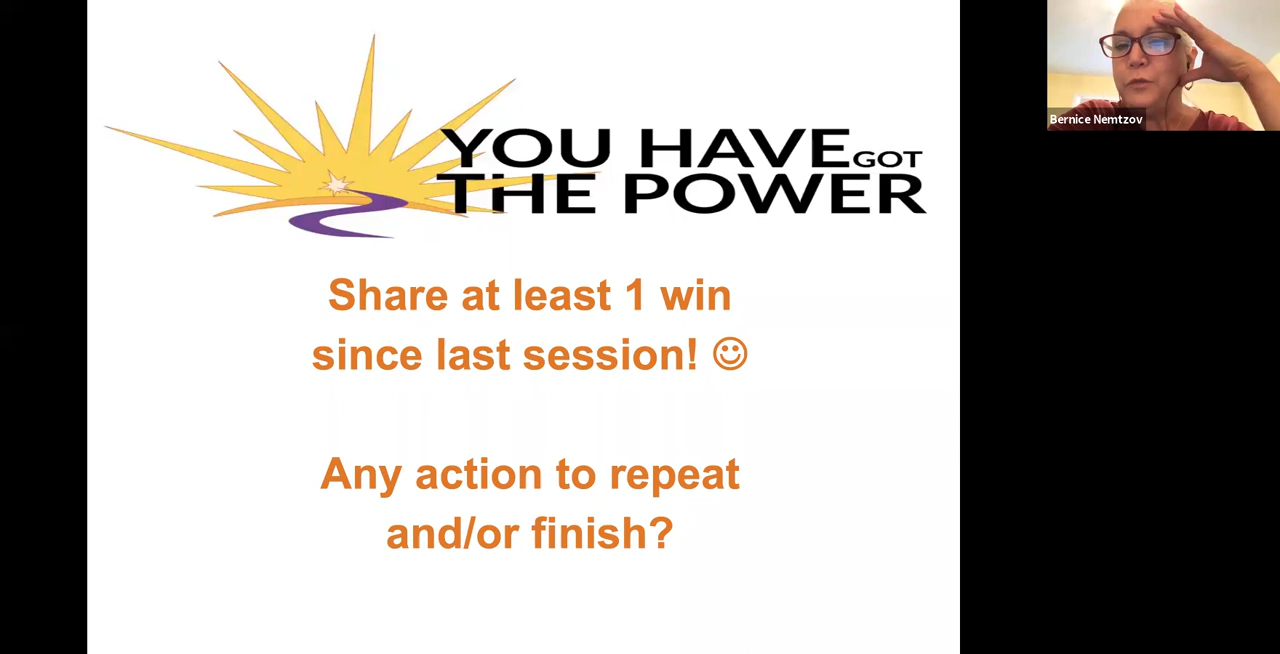 YOU HAVE GOT
THE POWER
Bernice Nemtzov
Share at least 1 win
since last session! ☺
Any action to repeat
and/or finish?